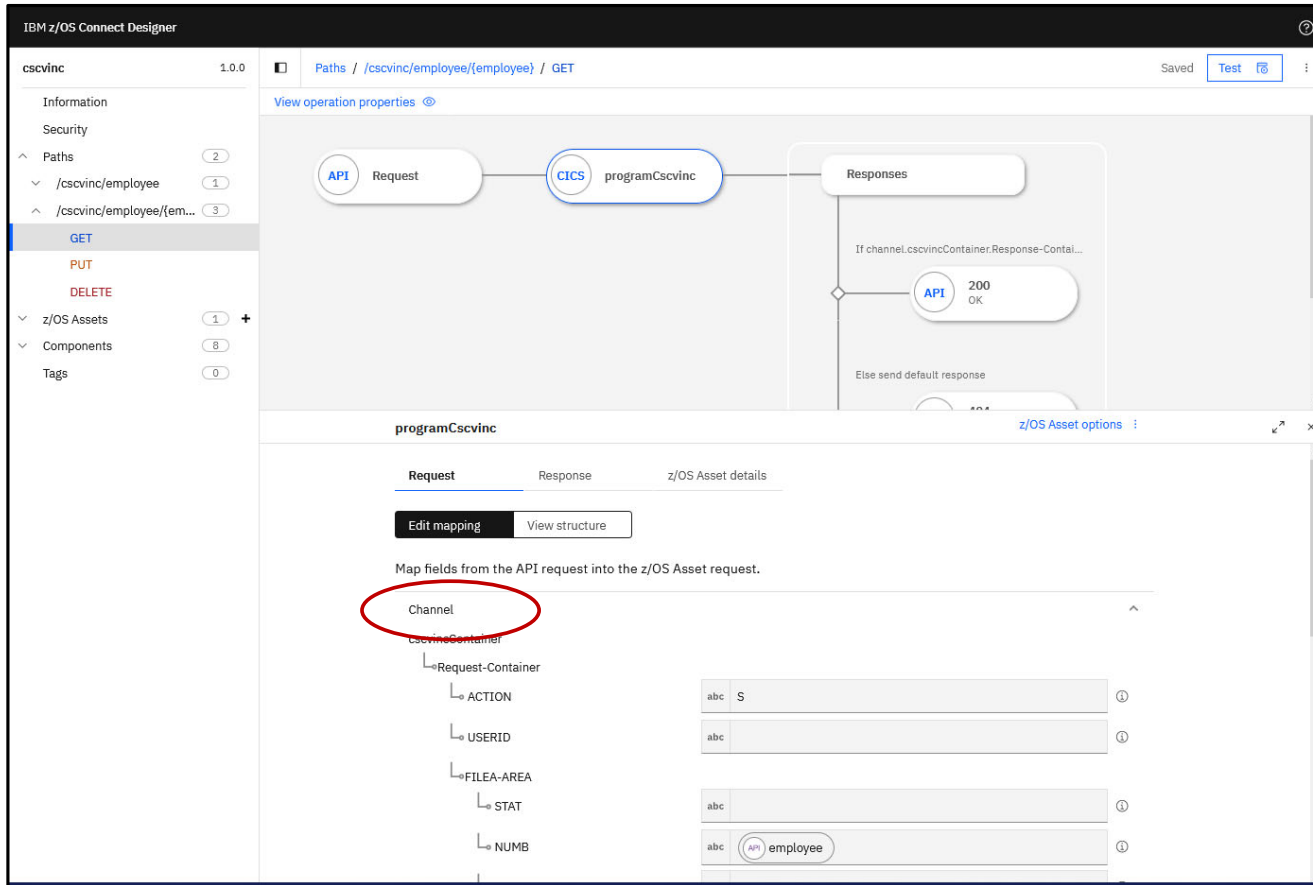 IBM z/OS Connect Designer
cscvinc 1.0.0
Paths / /cscvinc/employee/{employee} / GET
Saved
Test
View operation properties
Information
Security
Paths 2
/cscvinc/employee 1
/cscvinc/employee/{em... 3
GET
PUT
DELETE
z/OS Assets 1 +
Components 8
Tags 0
API Request
CICS programCscvinc
Responses
If channel.cscvincContainer.Response-Contai...
API 200
OK
Else send default response
programCscvinc
z/OS Asset options
Request Response z/OS Asset details
Edit mapping View structure
Map fields from the API request into the z/OS Asset request.
Channel
cscvincContainer
Request-Container
ACTION abc S
USERID abc
FILEA-AREA
STAT abc
NUMB abc API employee